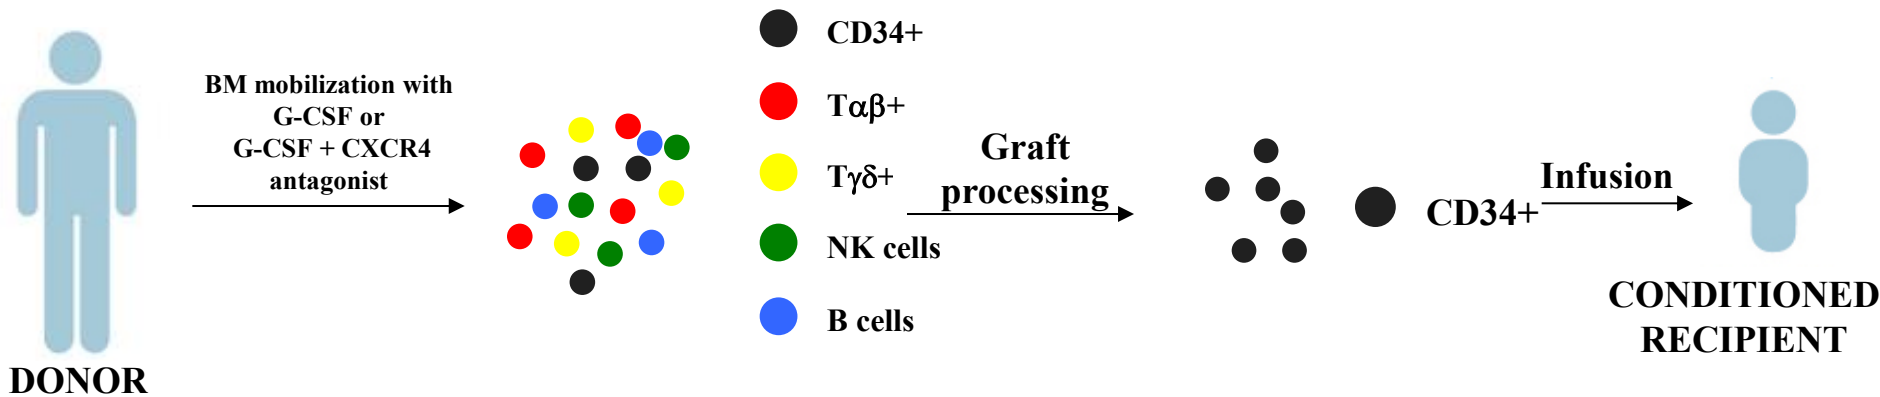 BM mobilization with
G-CSF or
G-CSF + CXCR4
antagonist
DONOR
CD34+
Tαβ+
Tγδ+
NK cells
B cells
Graft
processing
CD34+
Infusion
CONDITIONED
RECIPIENT